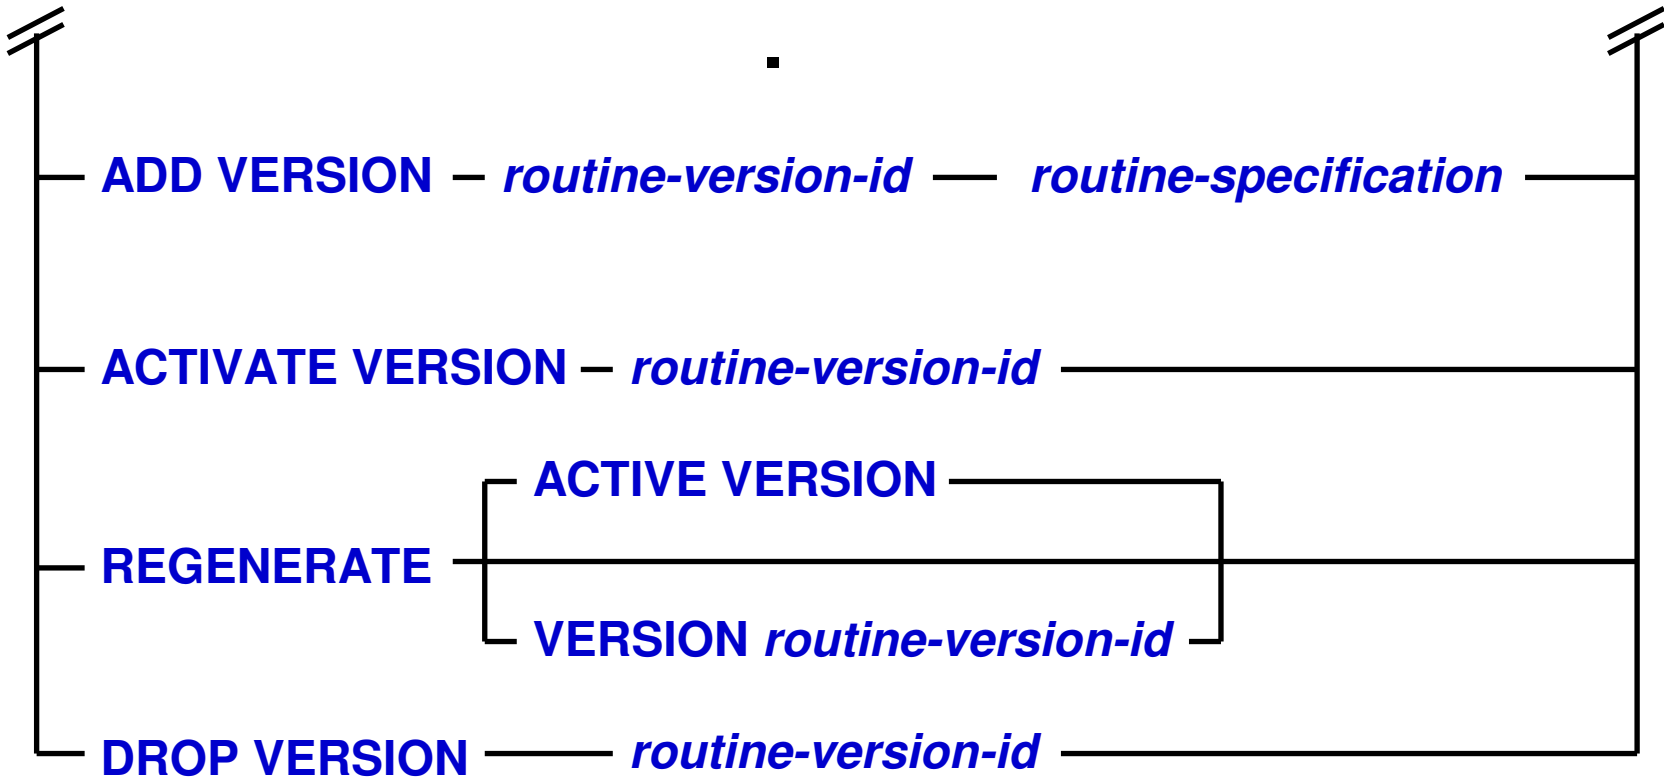 ADD VERSION routine-version-id routine-specification
ACTIVATE VERSION routine-version-id
ACTIVE VERSION
REGENERATE
VERSION routine-version-id
DROP VERSION routine-version-id